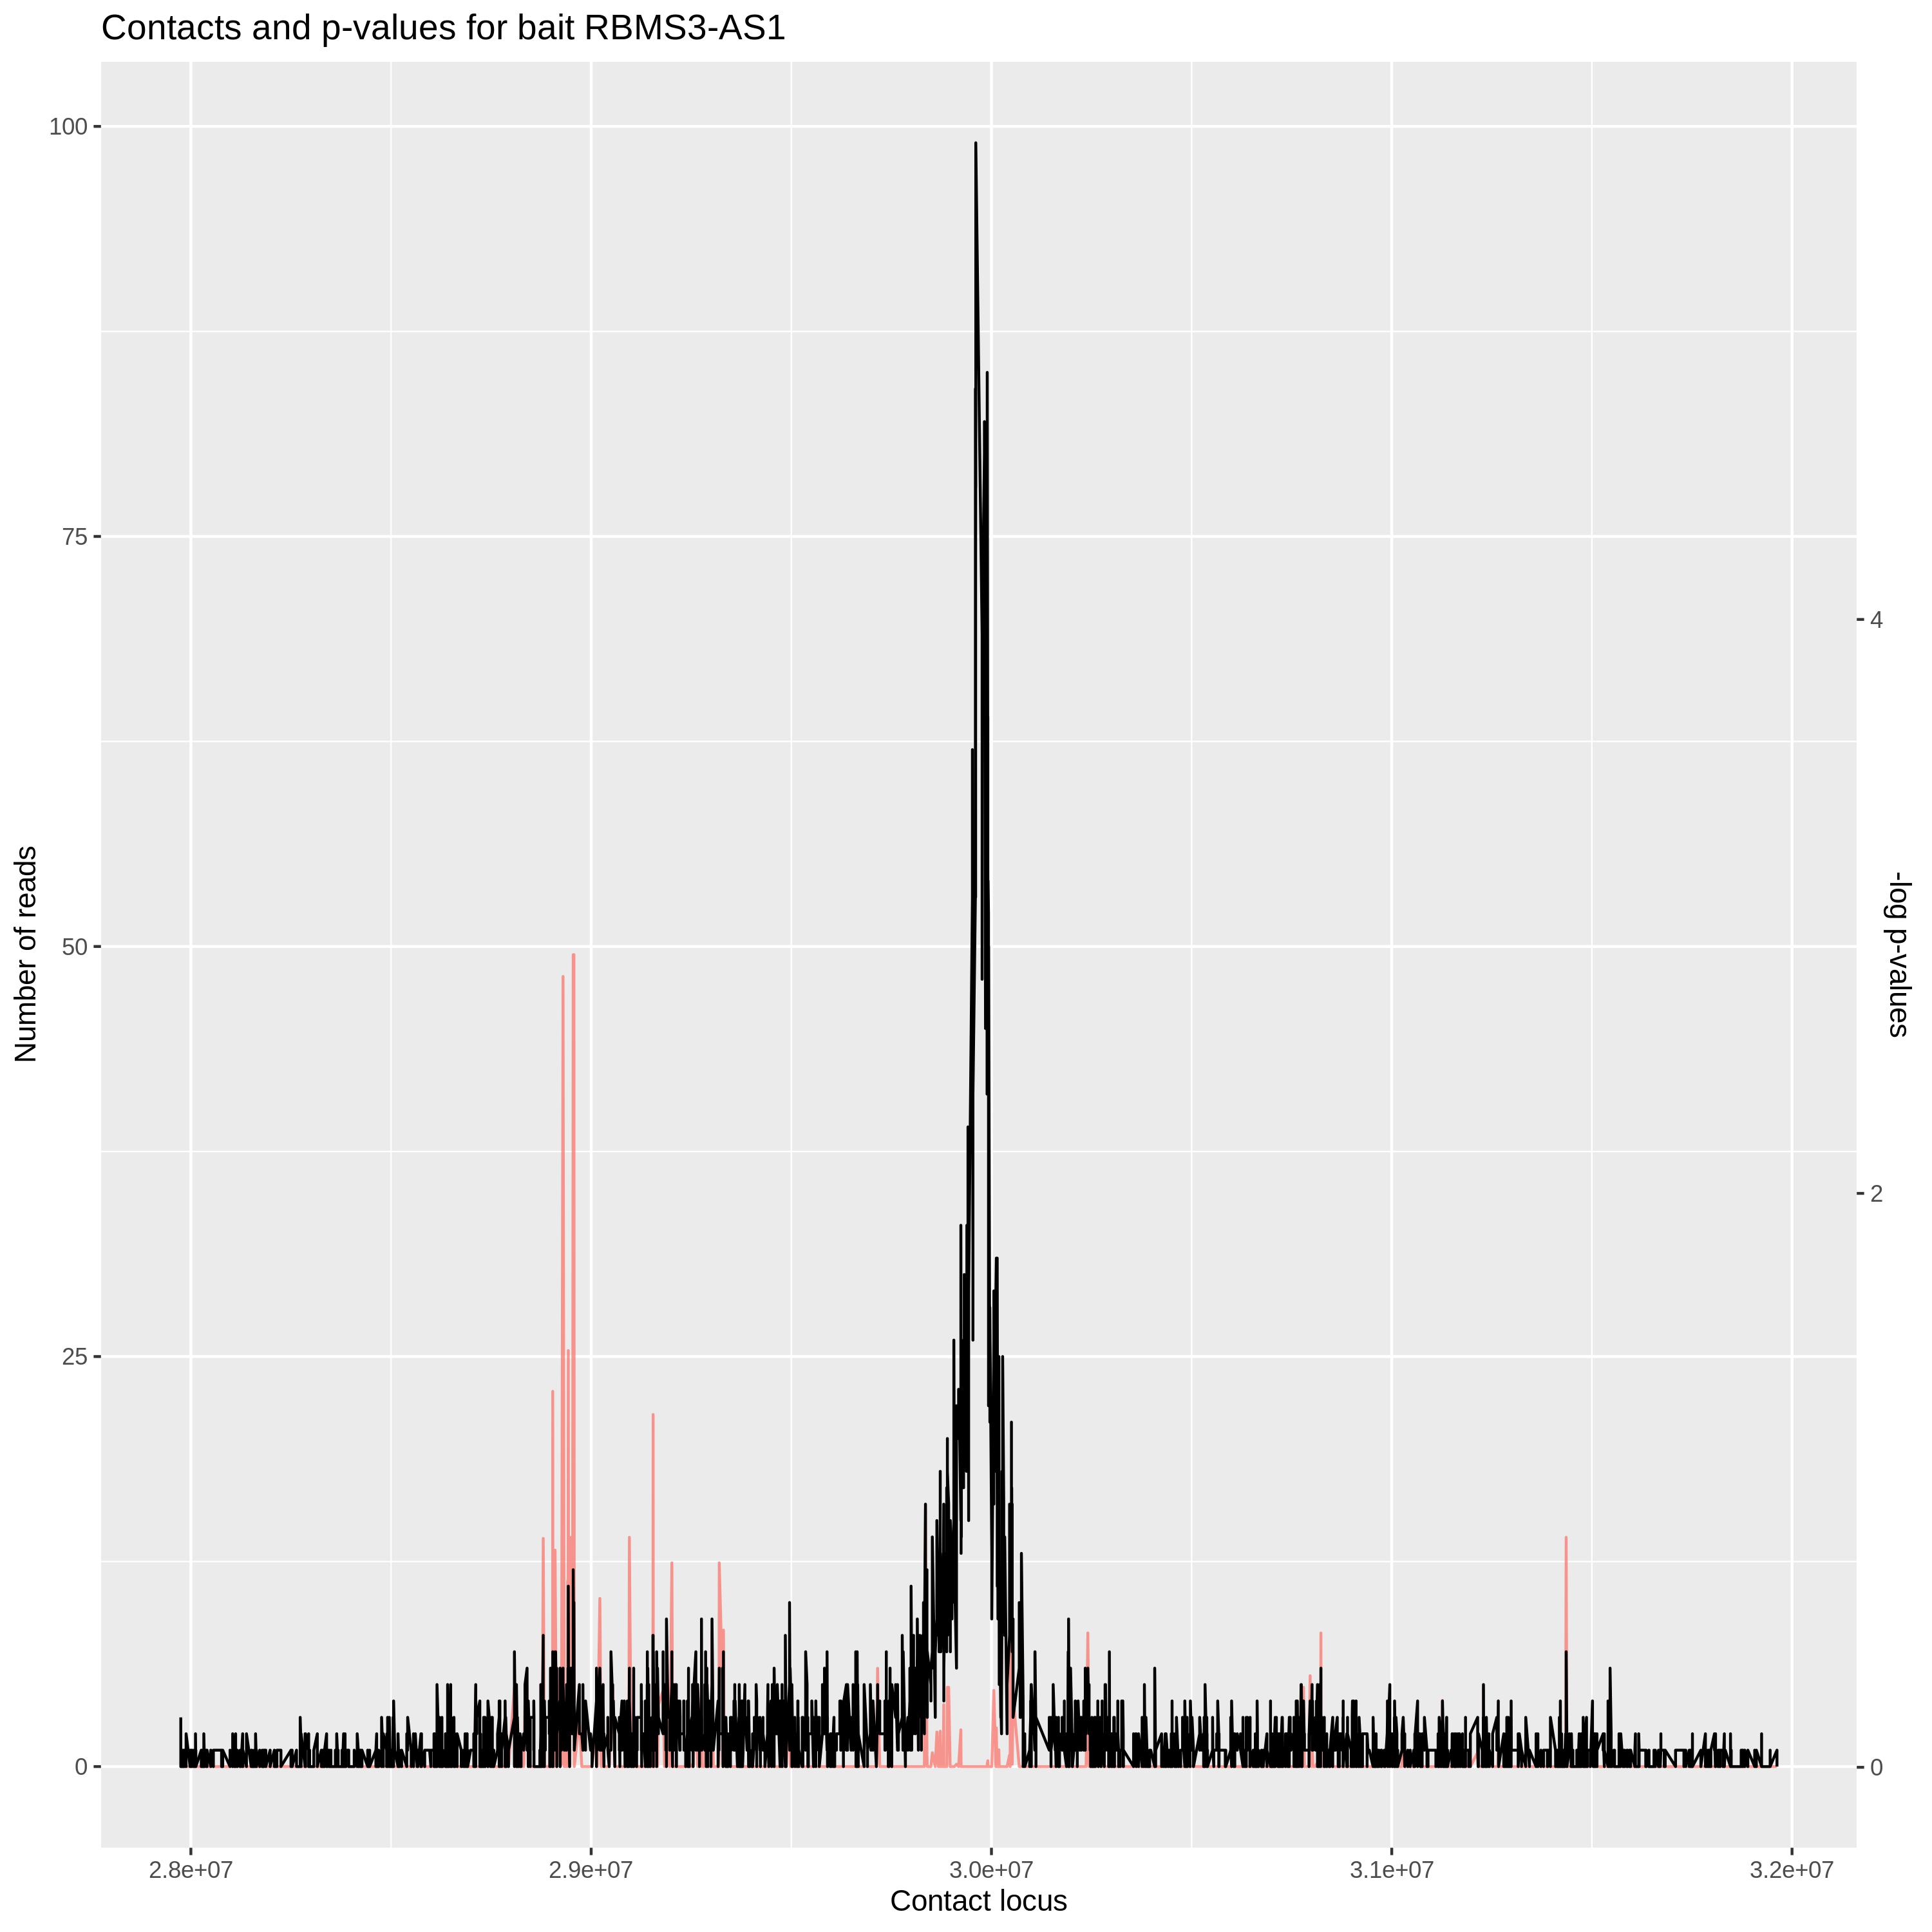 Contacts and p-values for bait RBMS3-AS1
100
75
50
25
0
Number of reads
4
2
0
-log p-values
2.8e+07
2.9e+07
3.0e+07
3.1e+07
3.2e+07
Contact locus